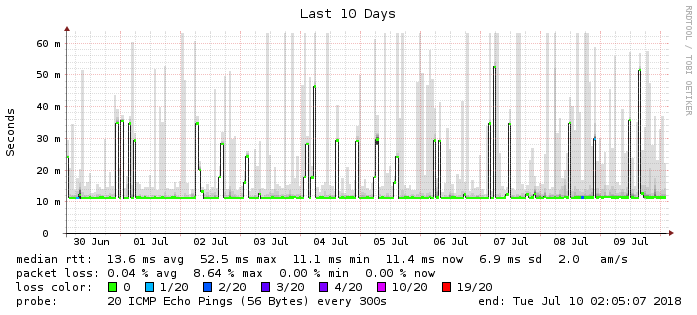 Last 10 Days
RRDTOOL / TOBI OETIKER
Seconds
60 m
50 m
40 m
30 m
20 m
10 m
0
30 Jun 01 Jul 02 Jul 03 Jul 04 Jul 05 Jul 06 Jul 07 Jul 08 Jul 09 Jul
median rtt: 13.6 ms avg 52.5 ms max 11.1 ms min 11.4 ms now 6.9 ms sd 2.0 am/s
packet loss: 0.04 % avg 8.64 % max 0.00 % min 0.00 % now
loss color: 0 1/20 2/20 3/20 4/20 10/20 19/20
probe: 20 ICMP Echo Pings (56 Bytes) every 300s end: Tue Jul 10 02:05:07 2018